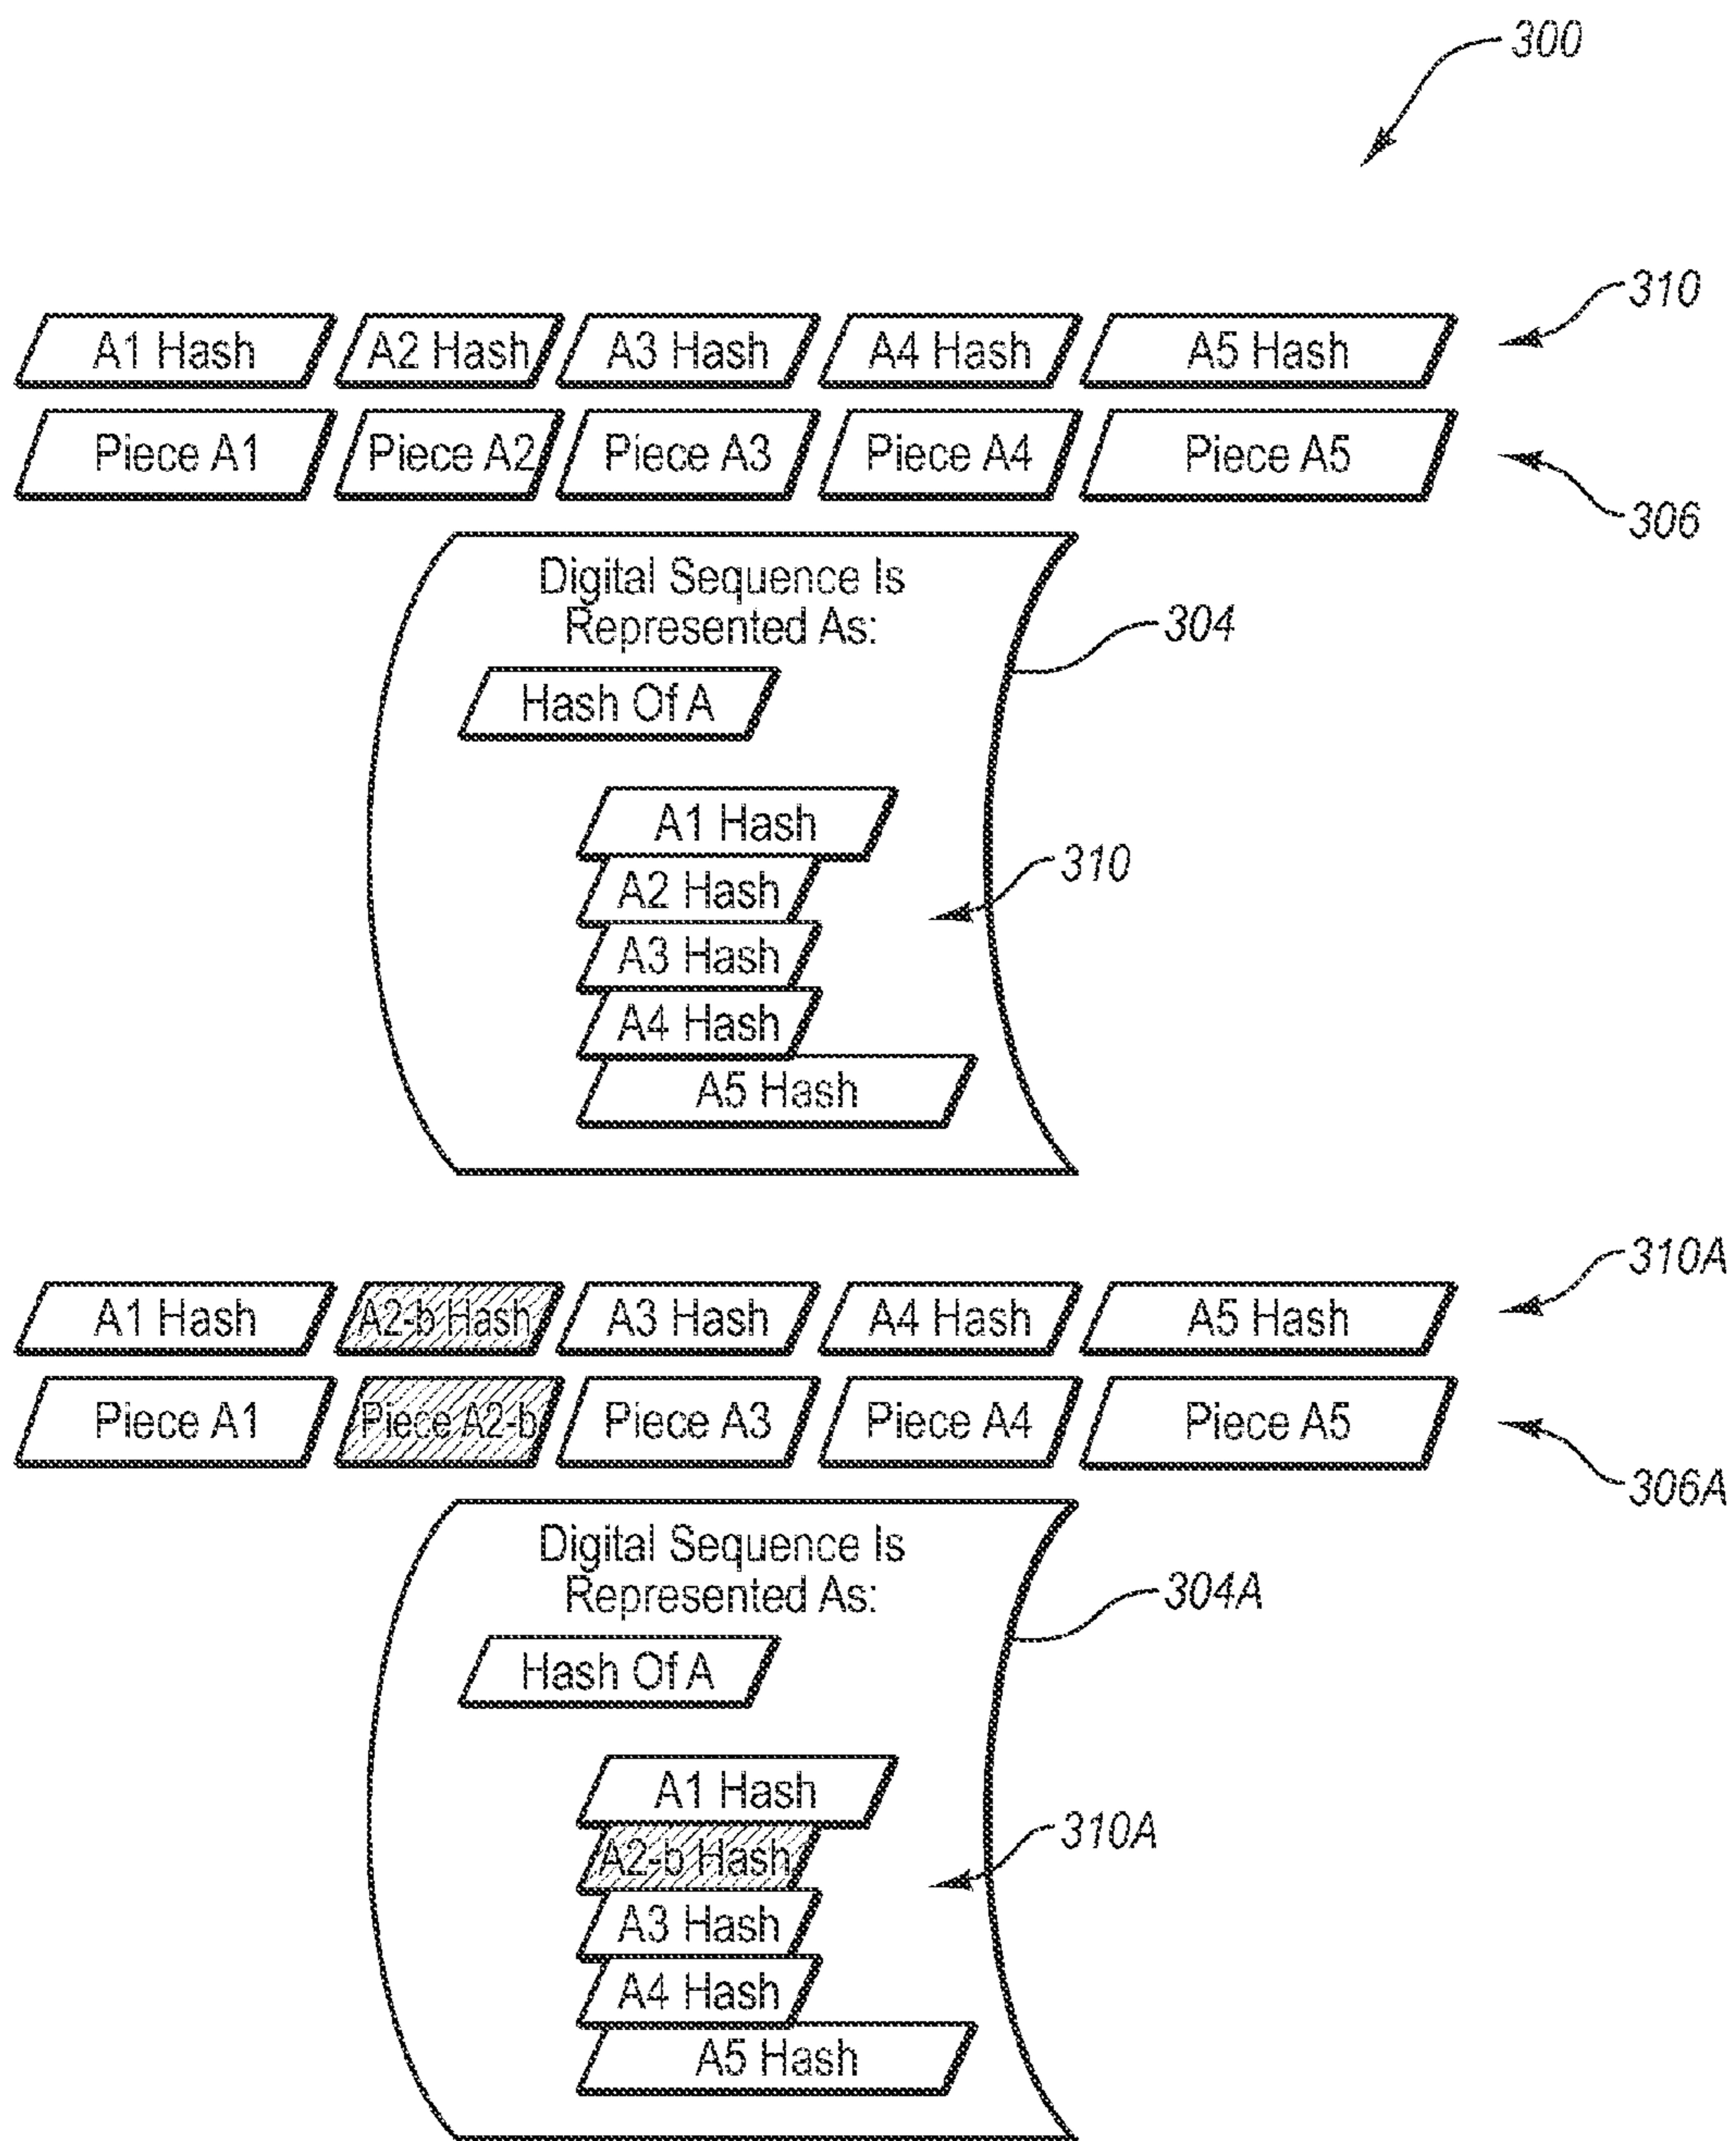 300
A1 Hash A2 Hash A3 Hash A4 Hash A5 Hash 310
Piece A1 Piece A2 Piece A3 Piece A4 Piece A5 306
Digital Sequence Is
Represented As:
304
Hash Of A
A1 Hash
A2 Hash 310
A3 Hash
A4 Hash
A5 Hash
A1 Hash A2-b Hash A3 Hash A4 Hash A5 Hash 310A
Piece A1 Piece A2-b Piece A3 Piece A4 Piece A5 306A
Digital Sequence Is
Represented As:
304A
Hash Of A
A1 Hash
A2-b Hash 310A
A3 Hash
A4 Hash
A5 Hash